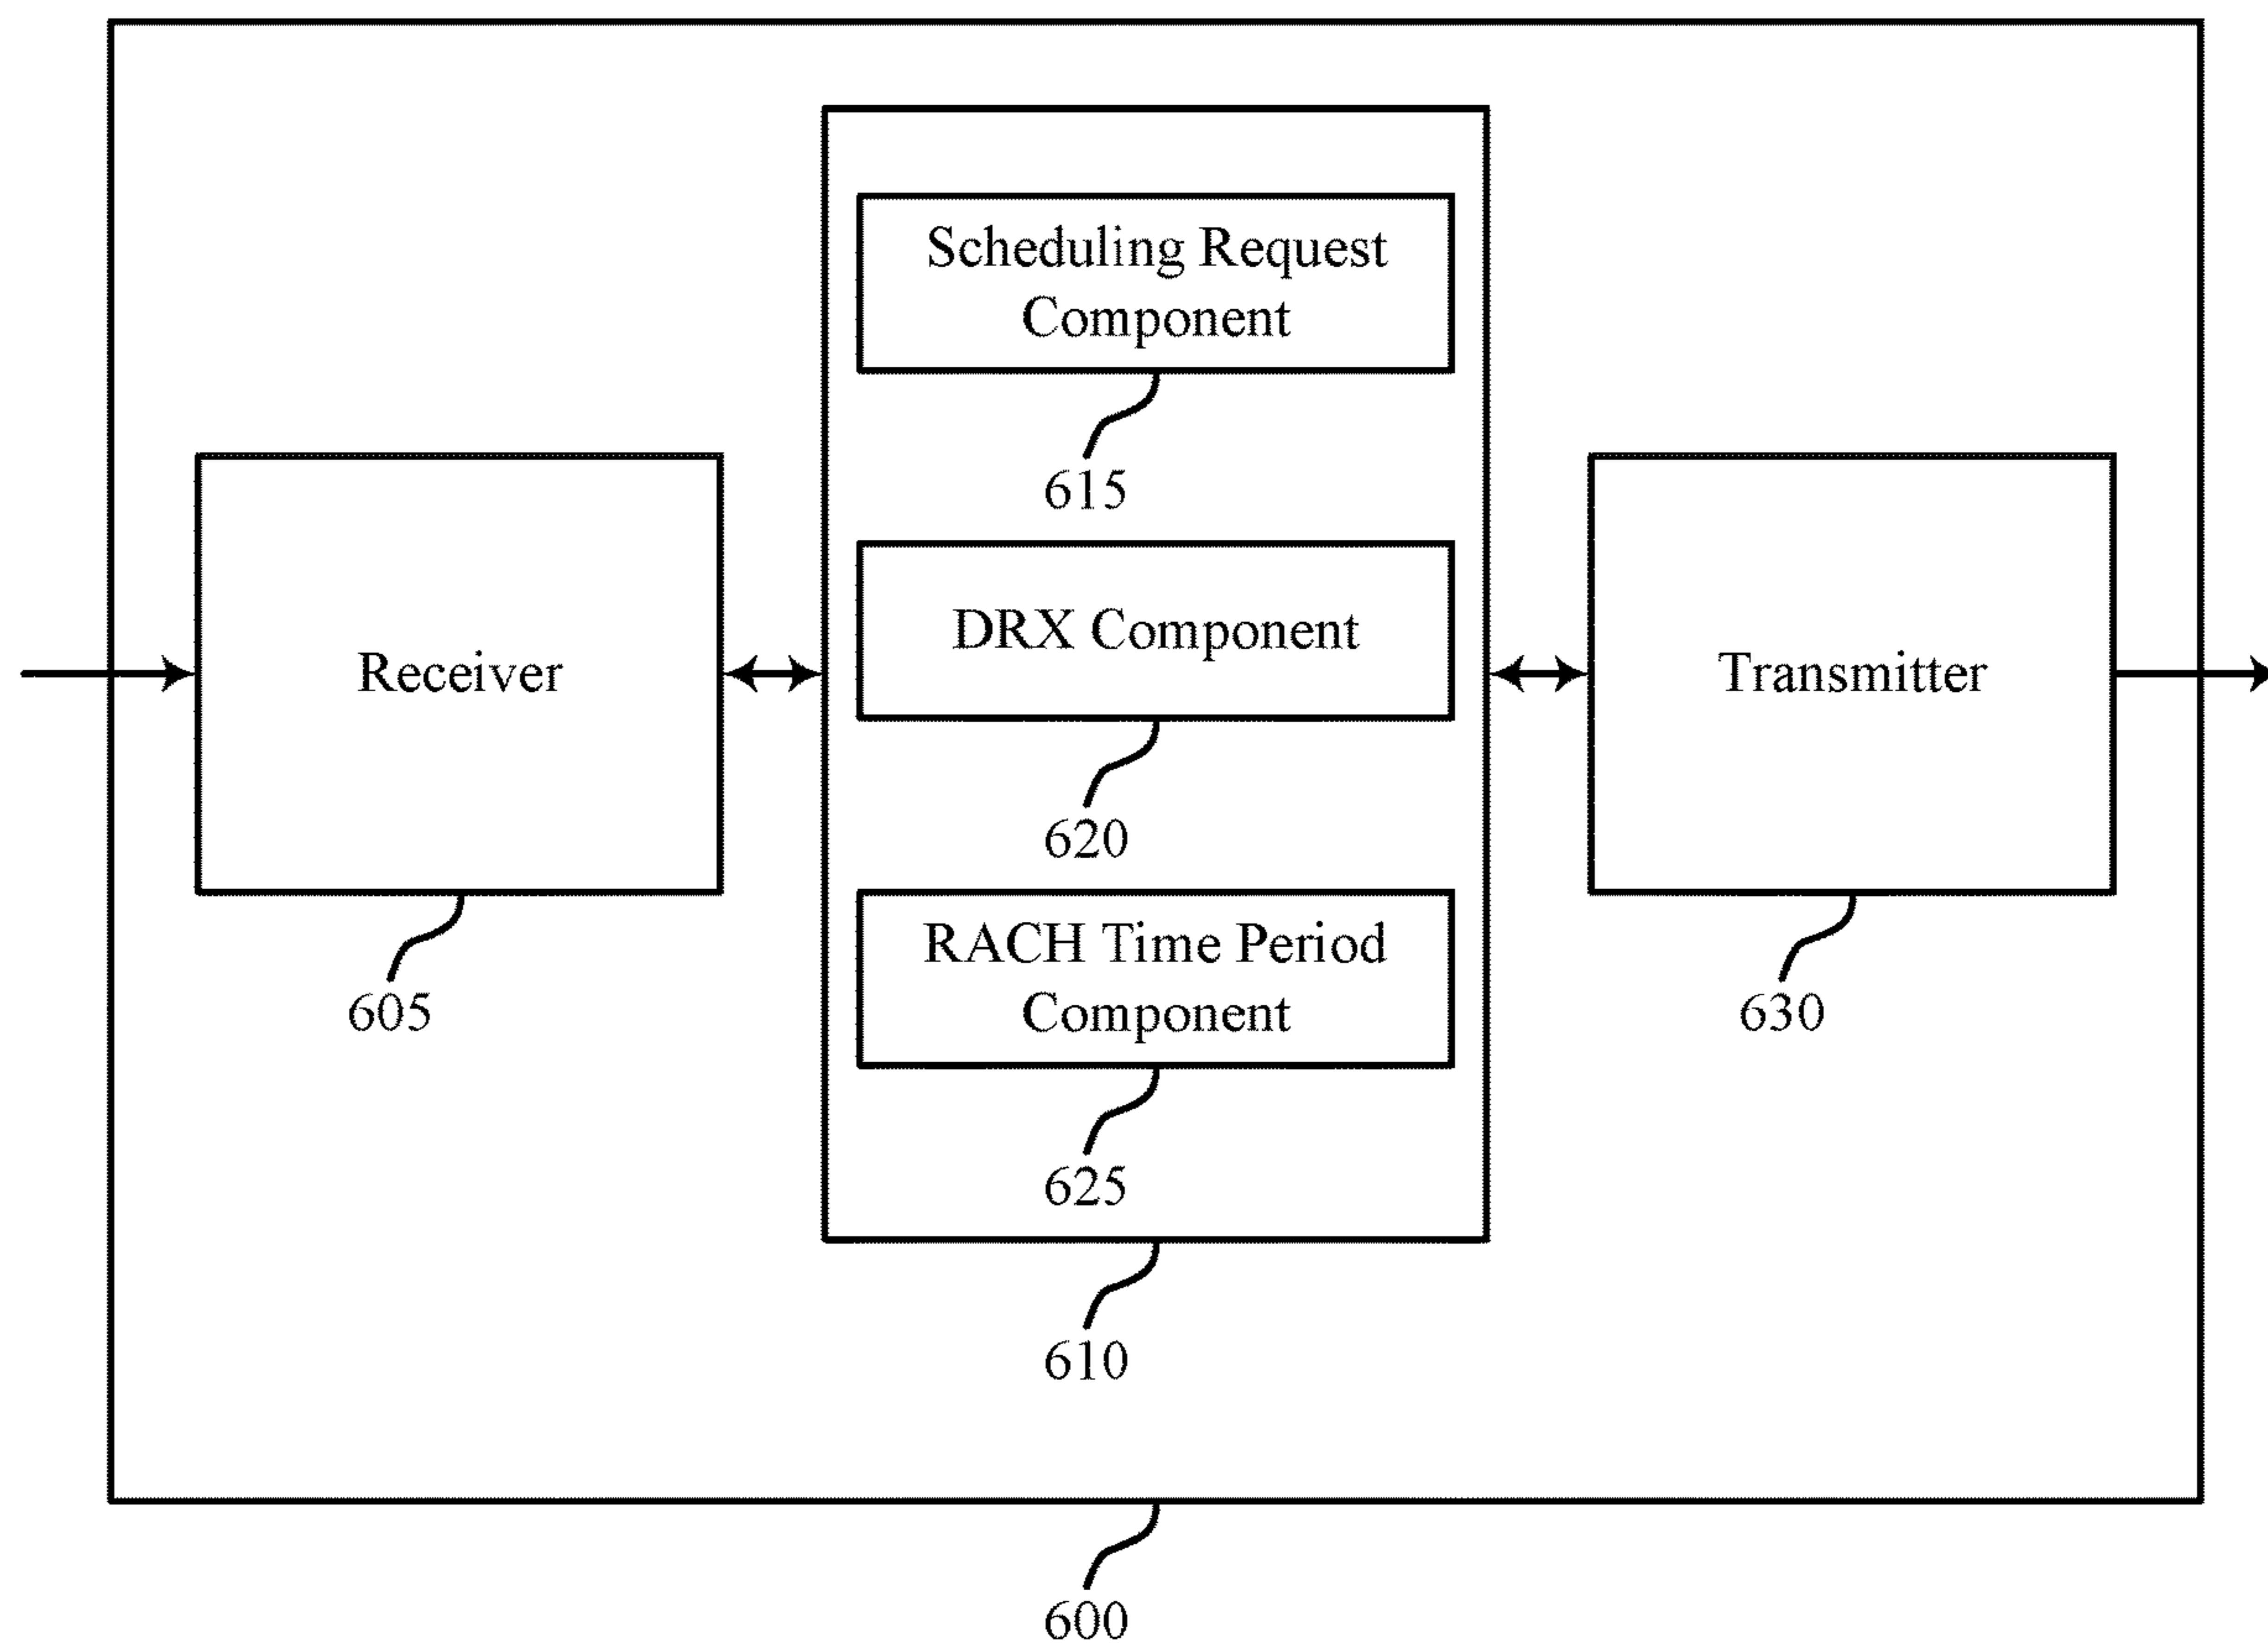 Scheduling Request
Component
615
Receiver
605
DRX Component
620
RACH Time Period
Component
625
610
Transmitter
630
600